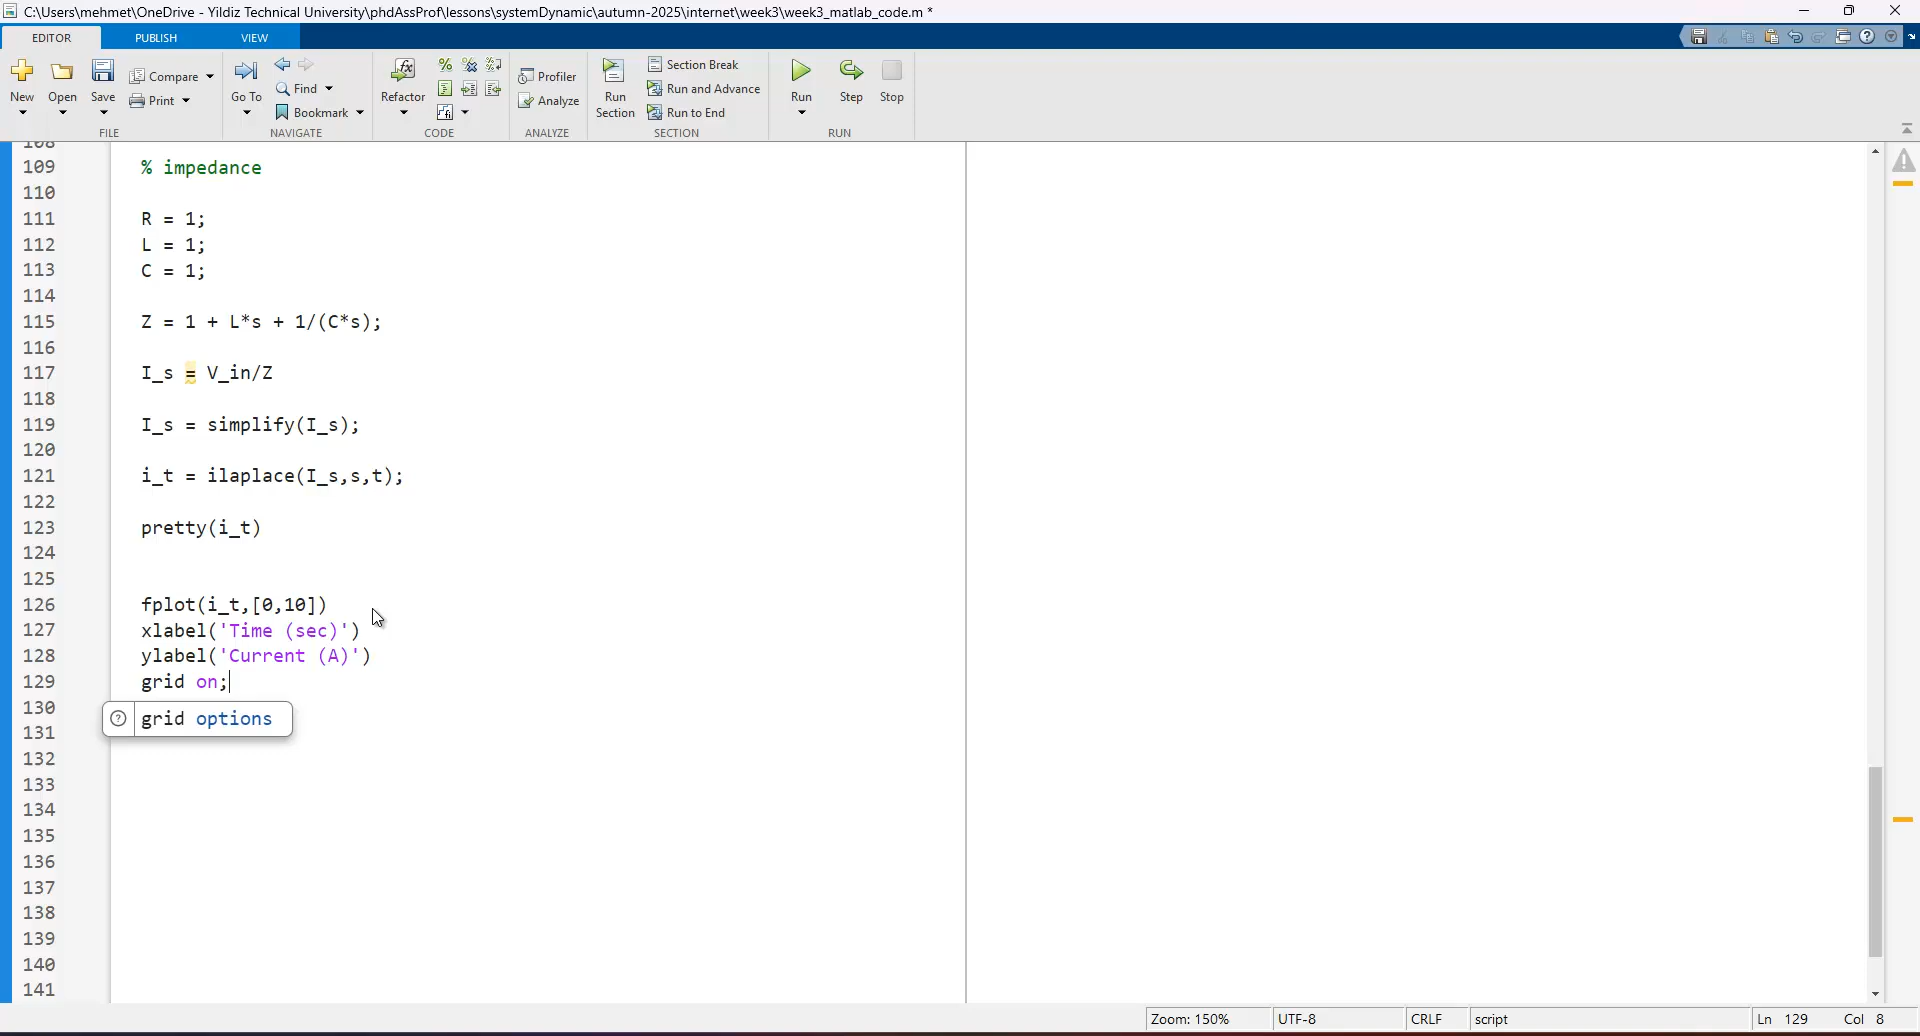 C:\Users\mehmet\OneDrive - Yildiz Technical University\phdAssProf\lessons\systemDynamic\autumn-2025\internet\week3\week3_matlab_code.m *
EDITOR PUBLISH VIEW
New Open Save Compare Print
Go To Find Bookmark
Refactor
Profiler Analyze
Run Section Section Break Run and Advance Run to End
Run Step Stop
FILE NAVIGATE CODE ANALYZE SECTION RUN
108
109 % impedance
110
111 R = 1;
112 L = 1;
113 C = 1;
114
115 Z = 1 + L*s + 1/(C*s);
116
117 I_s = V_in/Z
118
119 I_s = simplify(I_s);
120
121 i_t = ilaplace(I_s,s,t);
122
123 pretty(i_t)
124
125
126 fplot(i_t,[0,10])
127 xlabel('Time (sec)')
128 ylabel('Current (A)')
129 grid on;
130 grid options
131
132
133
134
135
136
137
138
139
140
141
Zoom: 150% UTF-8 CRLF script Ln 129 Col 8